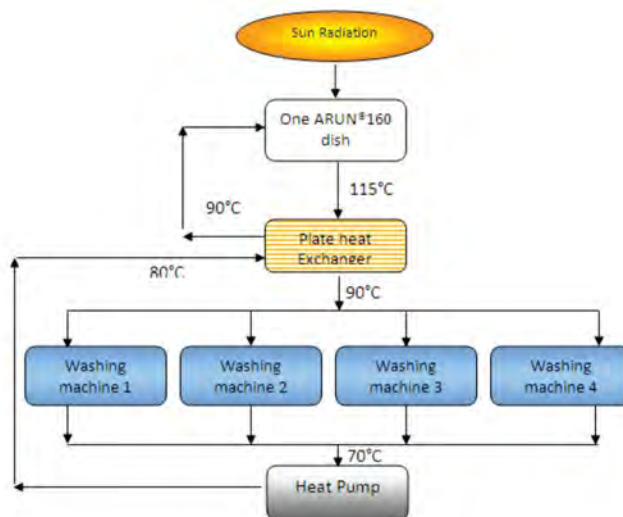 Sun Radiation
One ARUN®160
dish
115°C
90°C
Plate heat
Exchanger
80°C
90°C
Washing
machine 1
Washing
machine 2
Washing
machine 3
Washing
machine 4
70°C
Heat Pump